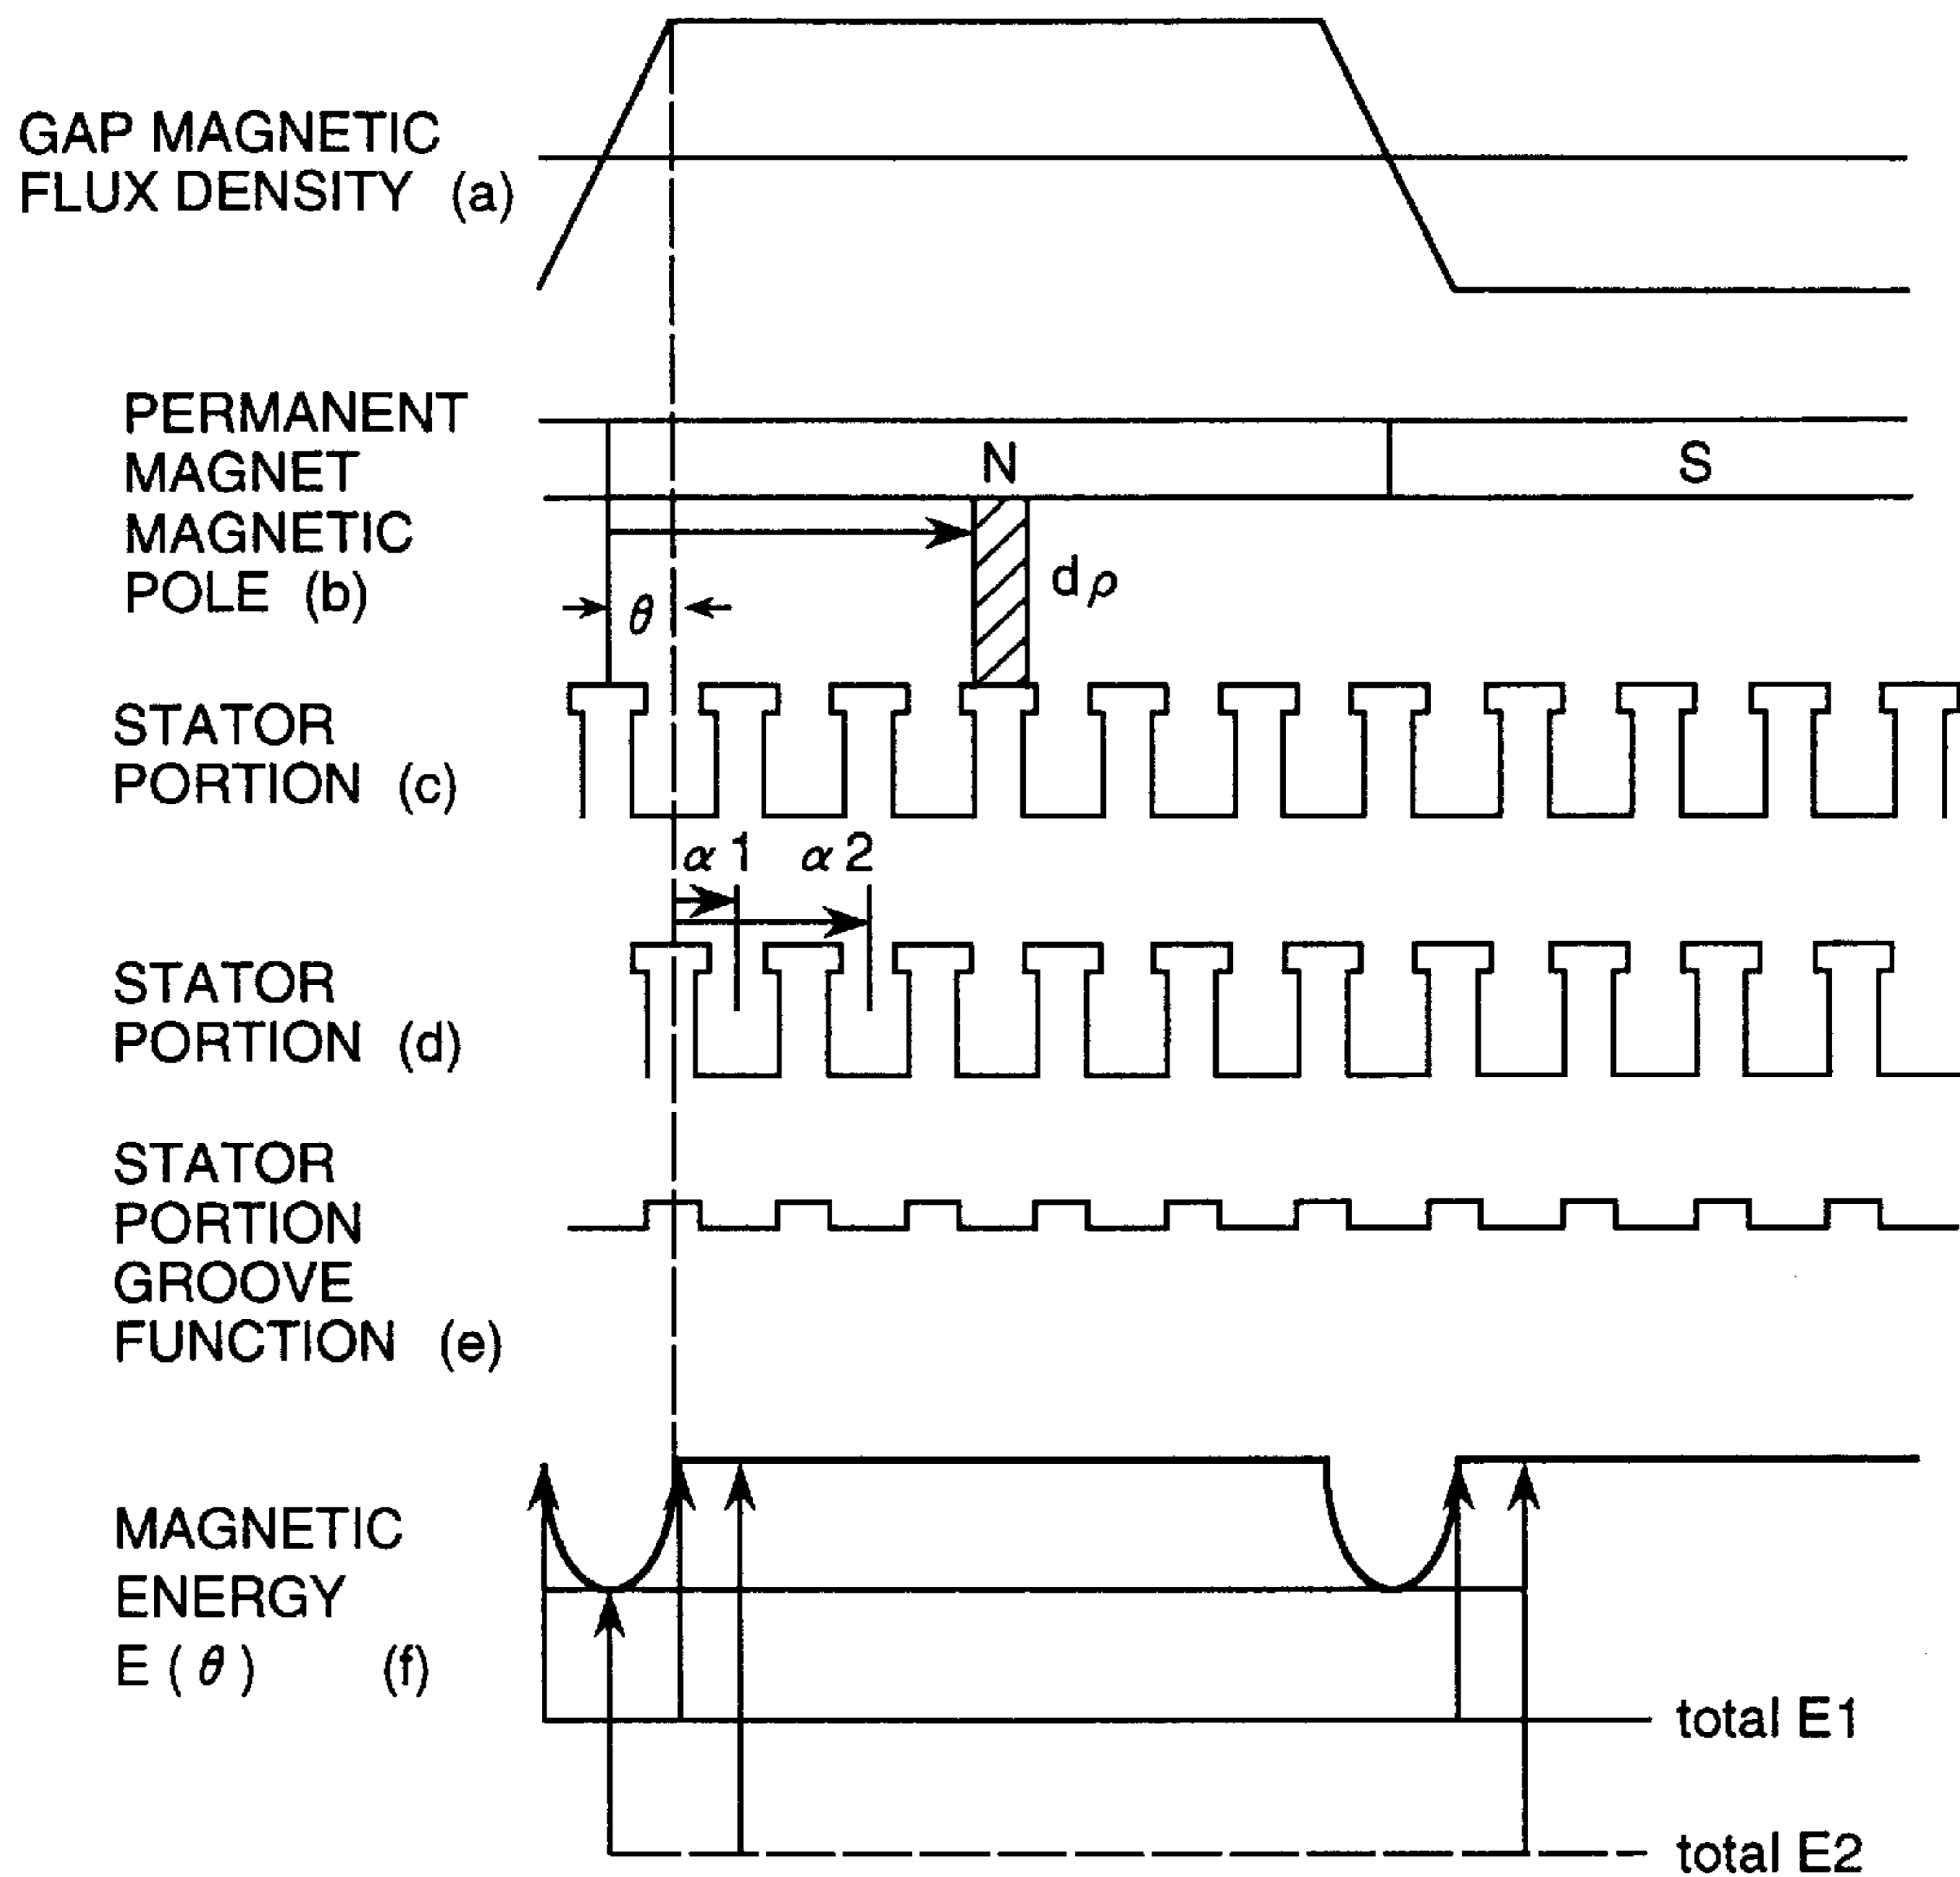 GAP MAGNETIC
FLUX DENSITY (a)
PERMANENT
MAGNET
MAGNETIC
POLE (b)
N
S
dρ
θ
STATOR
PORTION (c)
α1
α2
STATOR
PORTION (d)
STATOR
PORTION
GROOVE
FUNCTION (e)
MAGNETIC
ENERGY
E(θ) (f)
total E1
total E2